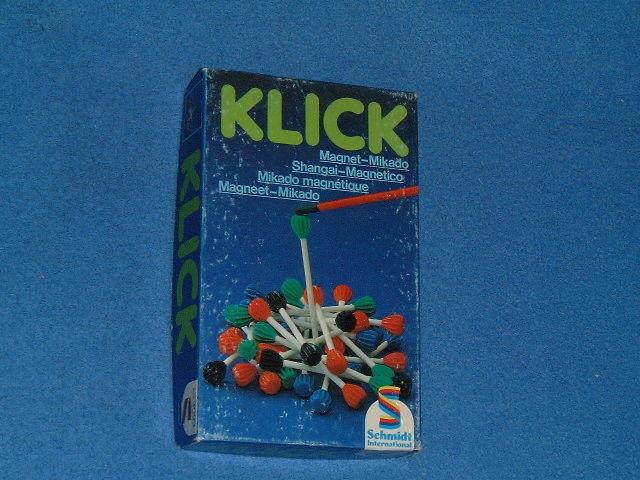 KLICK
Magnet-Mikado
Shangai-Magnetico
Mikado magnétique
Magneet-Mikado
KLICK
Schmidt
International